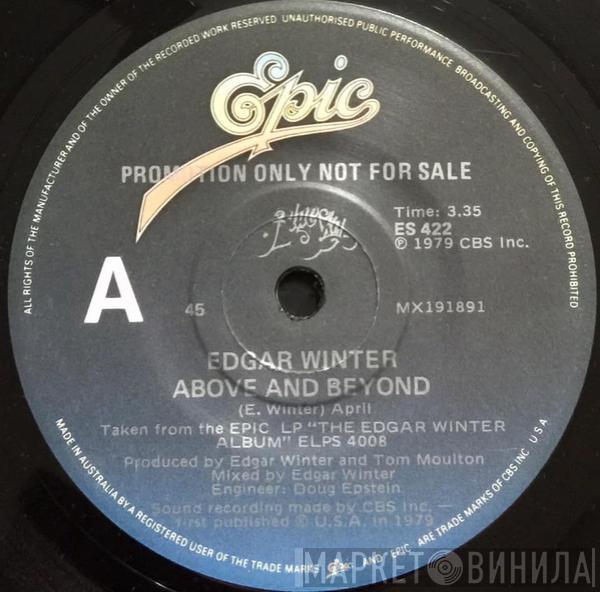 ALL RIGHTS OF THE MANUFACTURER AND OF THE OWNER OF THE RECORDED WORK RESERVED UNAUTHORISED PUBLIC PERFORMANCE BROADCASTING AND COPYING OF THIS RECORD PROHIBITED
Epic
PROMOTION ONLY NOT FOR SALE
Time: 3.35
ES 422
℗ 1979 CBS Inc.
A
45
MX191891
EDGAR WINTER
ABOVE AND BEYOND
(E. Winter) April
Taken from the EPIC LP "THE EDGAR WINTER
ALBUM" ELPS 4008
Produced by Edgar Winter and Tom Moulton
Mixed by Edgar Winter
Engineer: Doug Epstein
Sound recording made by CBS Inc. —
first published ℗ U.S.A. in 1979
MADE IN AUSTRALIA BY A REGISTERED USER OF THE TRADE MARKS Epic AND "EPIC" ARE TRADE MARKS OF CBS INC USA
МАРКЕТ ВИНИЛА